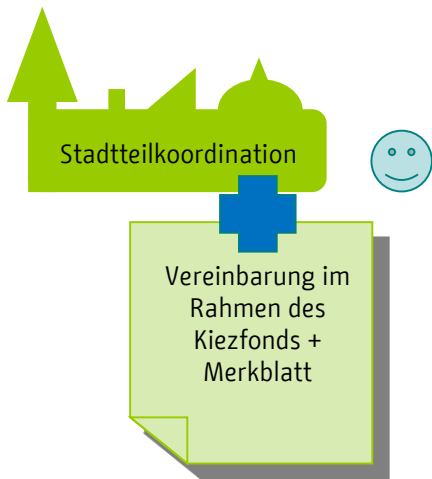 Stadtteilkoordination
Vereinbarung im
Rahmen des
Kiezfonds +
Merkblatt